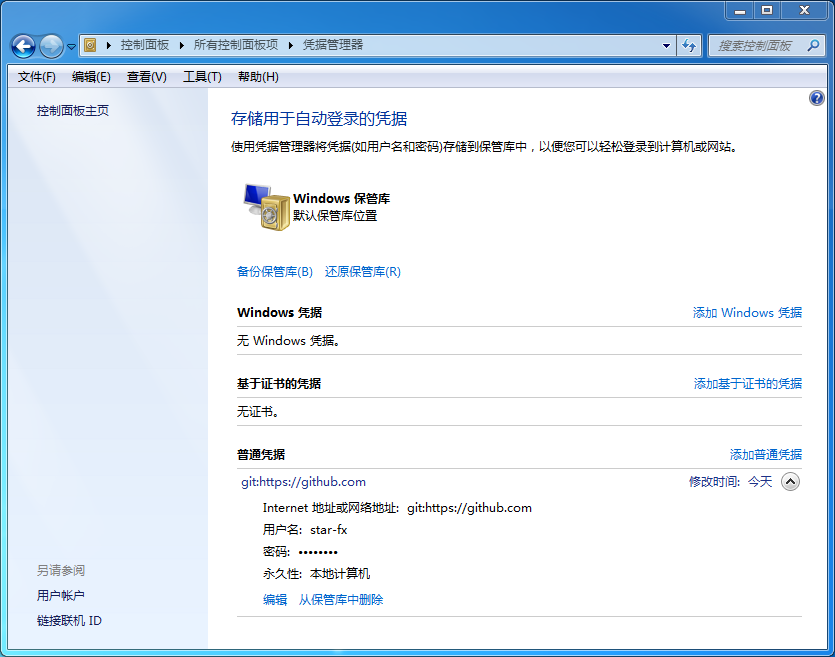 控制面板 所有控制面板项 凭据管理器
搜索控制面板
文件(F) 编辑(E) 查看(V) 工具(T) 帮助(H)
控制面板主页
存储用于自动登录的凭据
使用凭据管理器将凭据(如用户名和密码)存储到保管库中，以便您可以轻松登录到计算机或网站。
Windows 保管库
默认保管库位置
备份保管库(B) 还原保管库(R)
Windows 凭据 添加 Windows 凭据
无 Windows 凭据。
基于证书的凭据 添加基于证书的凭据
无证书。
普通凭据 添加普通凭据
git:https://github.com 修改时间: 今天
Internet 地址或网络地址: git:https://github.com
用户名: star-fx
密码: ••••••••
永久性: 本地计算机
编辑 从保管库中删除
另请参阅
用户帐户
链接联机 ID